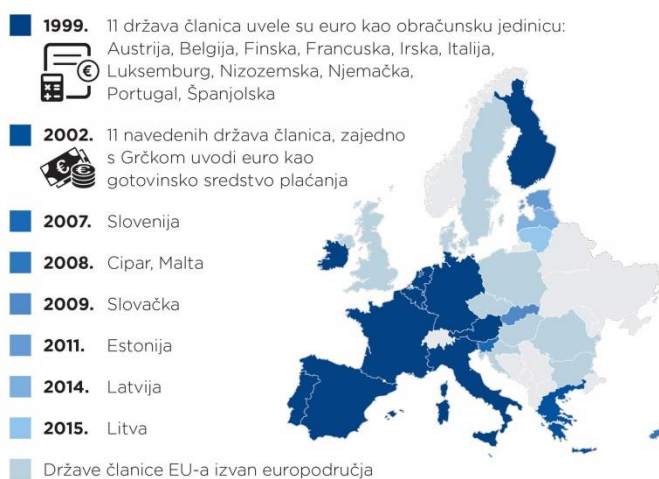 1999. 11 država članica uvele su euro kao obračunsku jedinicu:
Austrija, Belgija, Finska, Francuska, Irska, Italija,
Luksemburg, Nizozemska, Njemačka,
Portugal, Španjolska
2002. 11 navedenih država članica, zajedno
s Grčkom uvodi euro kao
gotovinsko sredstvo plaćanja
2007. Slovenija
2008. Cipar, Malta
2009. Slovačka
2011. Estonija
2014. Latvija
2015. Litva
Države članice EU-a izvan europodručja